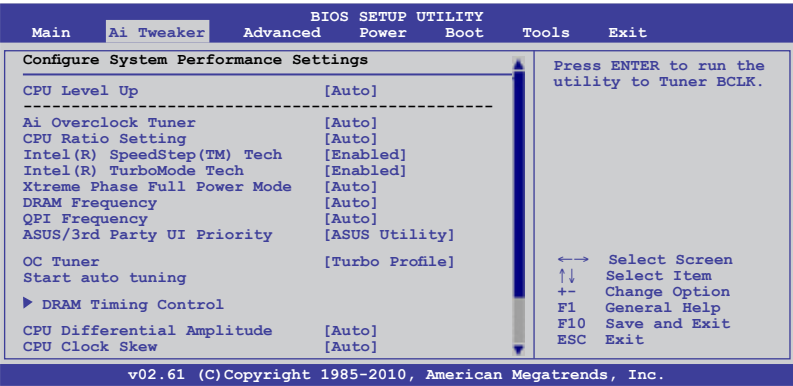 BIOS SETUP UTILITY
Main Ai Tweaker Advanced Power Boot Tools Exit
Configure System Performance Settings
CPU Level Up [Auto]
Ai Overclock Tuner [Auto]
CPU Ratio Setting [Auto]
Intel(R) SpeedStep(TM) Tech [Enabled]
Intel(R) TurboMode Tech [Enabled]
Xtreme Phase Full Power Mode [Auto]
DRAM Frequency [Auto]
QPI Frequency [Auto]
ASUS/3rd Party UI Priority [ASUS Utility]
OC Tuner [Turbo Profile]
Start auto tuning
DRAM Timing Control
CPU Differential Amplitude [Auto]
CPU Clock Skew [Auto]
Press ENTER to run the
utility to Tuner BCLK.
←→ Select Screen
↑↓ Select Item
+- Change Option
F1 General Help
F10 Save and Exit
ESC Exit
v02.61 (C)Copyright 1985-2010, American Megatrends, Inc.